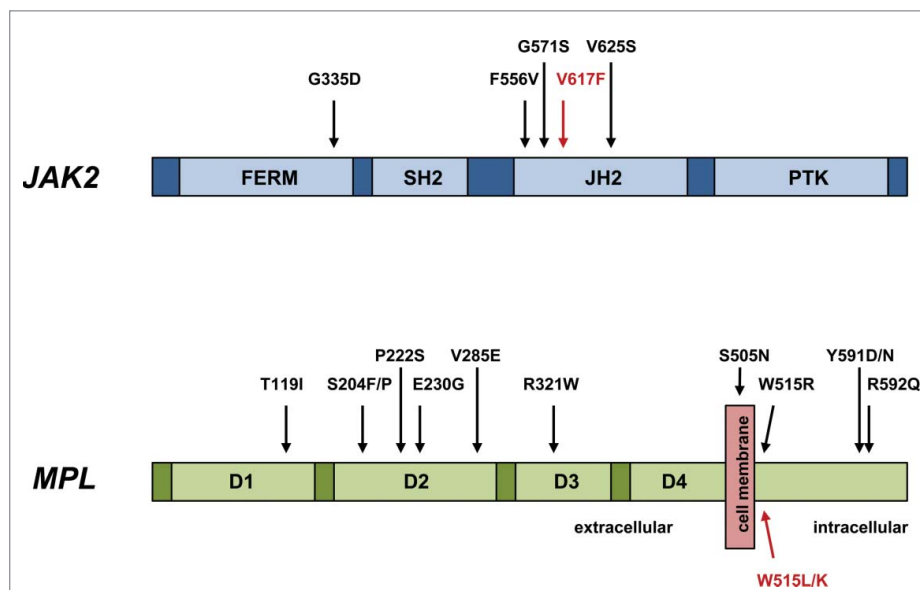 G571S V625S
G335D F556V V617F
JAK2 FERM SH2 JH2 PTK
P222S V285E S505N Y591D/N
T119I S204F/P E230G R321W W515R R592Q
MPL D1 D2 D3 D4 cell membrane
extracellular intracellular
W515L/K